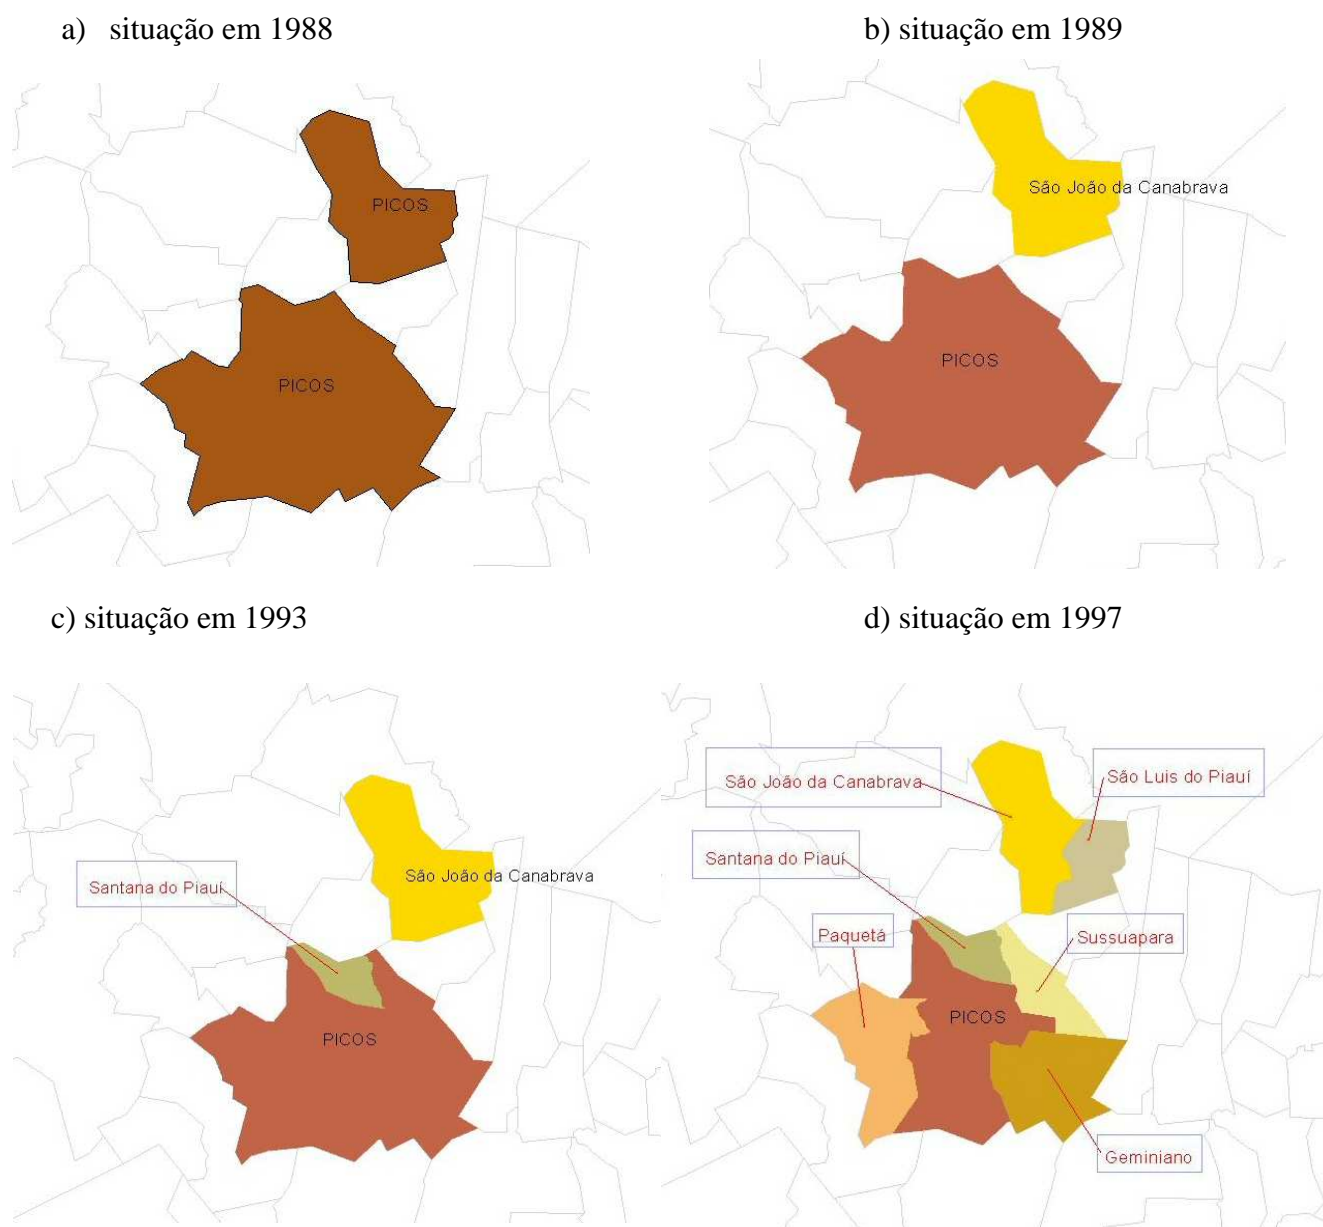 a) situação em 1988
b) situação em 1989
PICOS
PICOS
São João da Canabrava
PICOS
c) situação em 1993
d) situação em 1997
São João da Canabrava
Santana do Piauí
PICOS
São João da Canabrava
São Luis do Piauí
Santana do Piauí
Paquetá
Sussuapara
PICOS
Geminiano